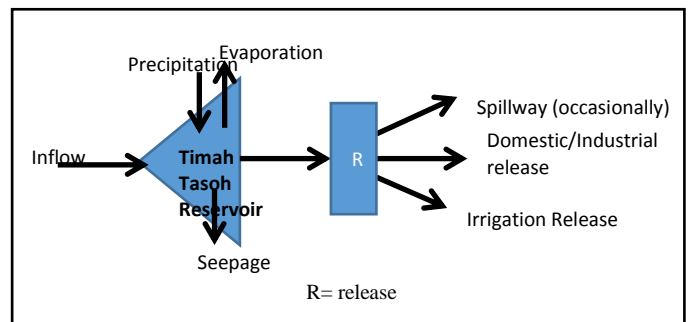 Evaporation
Precipitation
Spillway (occasionally)
Domestic/Industrial
release
Inflow
Timah
Tasoh
Reservoir
R
Irrigation Release
Seepage
R= release